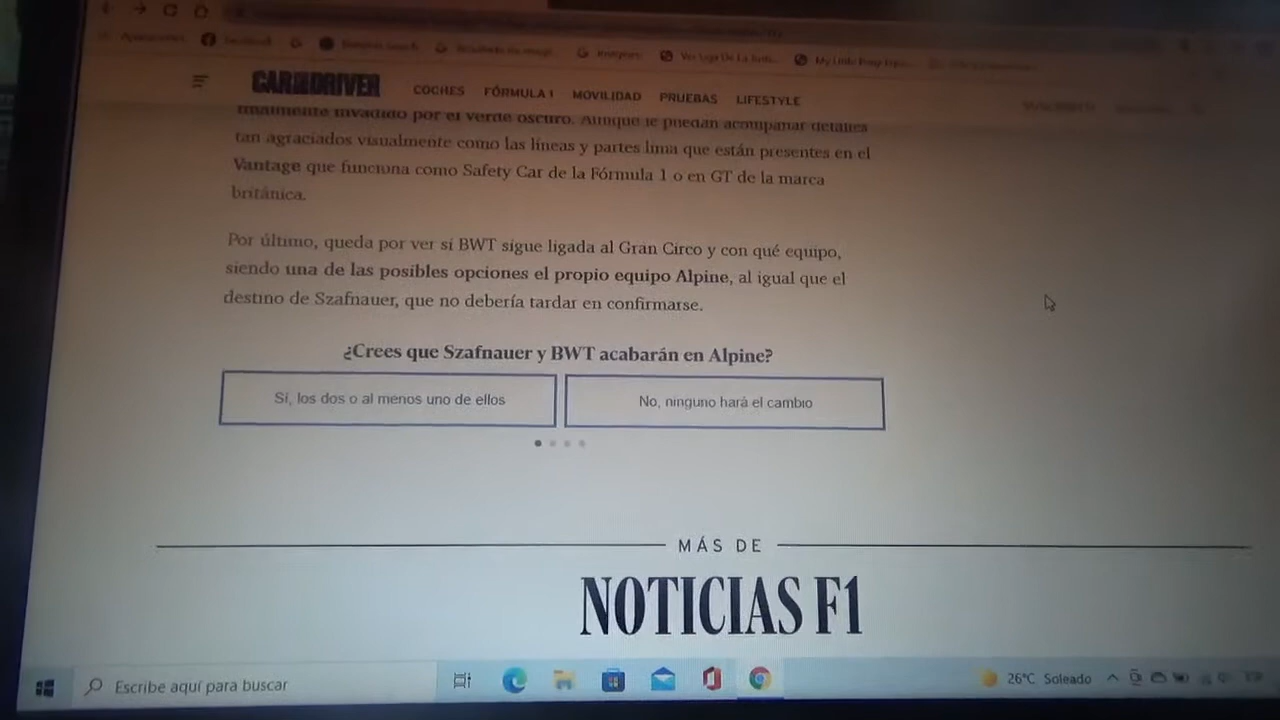 Facebook
CAR AND DRIVER
COCHES FÓRMULA 1 MOVILIDAD PRUEBAS LIFESTYLE
invadido por el verde oscuro. Aunque le puedan acompañar detalles
tan agraciados visualmente como las líneas y partes lima que están presentes en el
Vantage que funciona como Safety Car de la Fórmula 1 o en GT de la marca
británica.
Por último, queda por ver si BWT sigue ligada al Gran Circo y con qué equipo,
siendo una de las posibles opciones el propio equipo Alpine, al igual que el
destino de Szafnauer, que no debería tardar en confirmarse.
¿Crees que Szafnauer y BWT acabarán en Alpine?
Sí, los dos o al menos uno de ellos
No, ninguno hará el cambio
MÁS DE
NOTICIAS F1
Escribe aquí para buscar
26°C Soleado